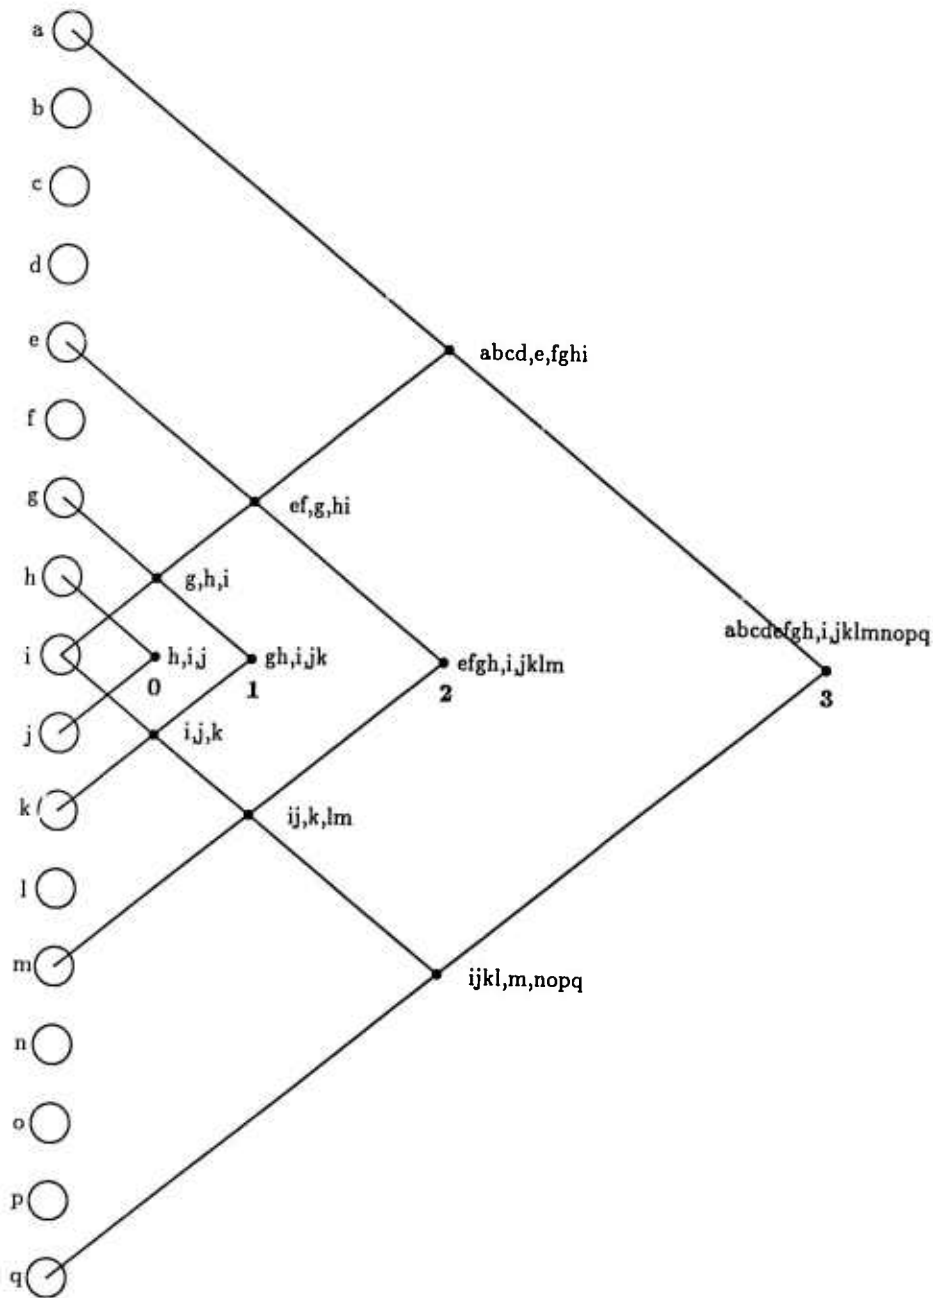 a
b
c
d
e
abcd,e,fghi
f
g
ef,g,hi
h
g,h,i
abcdefgh,i,jklmnopq
i
h,i,j
gh,i,jk
efgh,i,jklm
0
1
2
3
j
i,j,k
k
ij,k,lm
l
m
ijkl,m,nopq
n
o
p
q